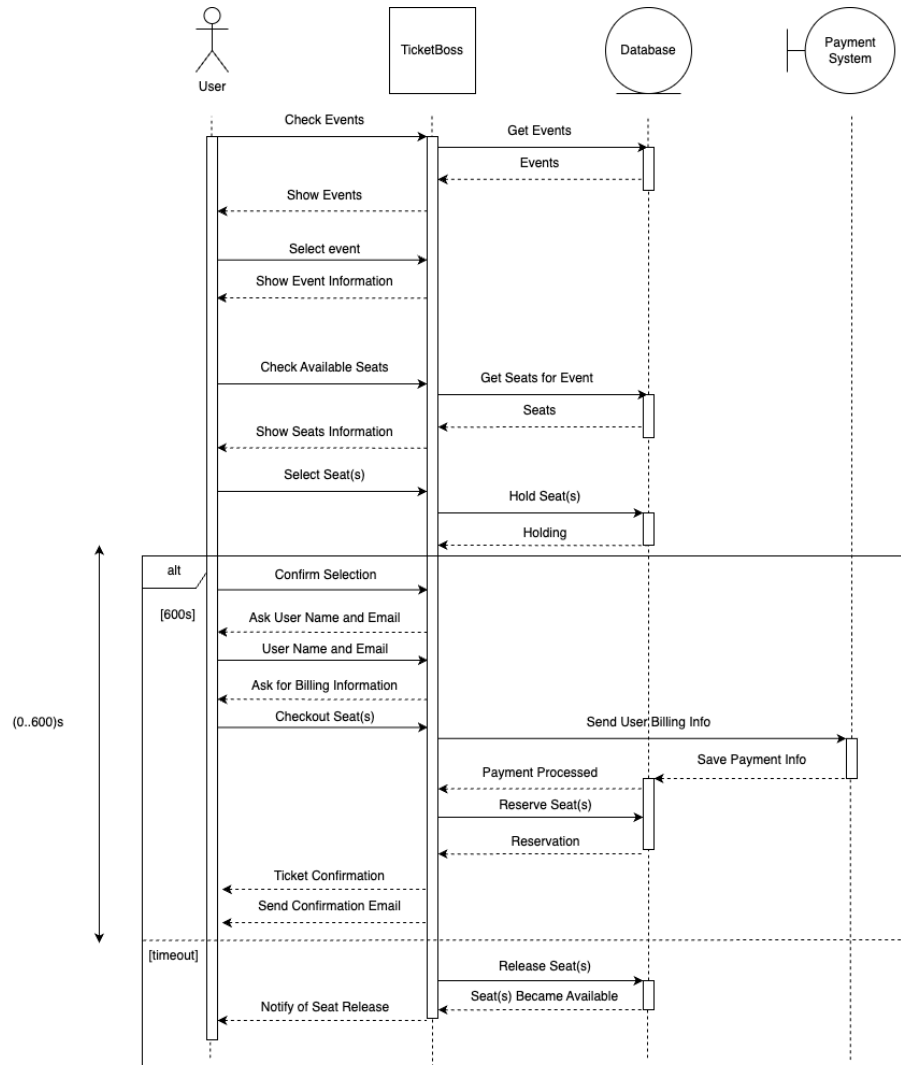 User
TicketBoss
Database
Payment
System
Check Events
Get Events
Events
Show Events
Select event
Show Event Information
Check Available Seats
Get Seats for Event
Seats
Show Seats Information
Select Seat(s)
Hold Seat(s)
Holding
alt
Confirm Selection
[600s]
Ask User Name and Email
User Name and Email
Ask for Billing Information
Checkout Seat(s)
(0..600)s
Send User Billing Info
Save Payment Info
Payment Processed
Reserve Seat(s)
Reservation
Ticket Confirmation
Send Confirmation Email
[timeout]
Release Seat(s)
Seat(s) Became Available
Notify of Seat Release